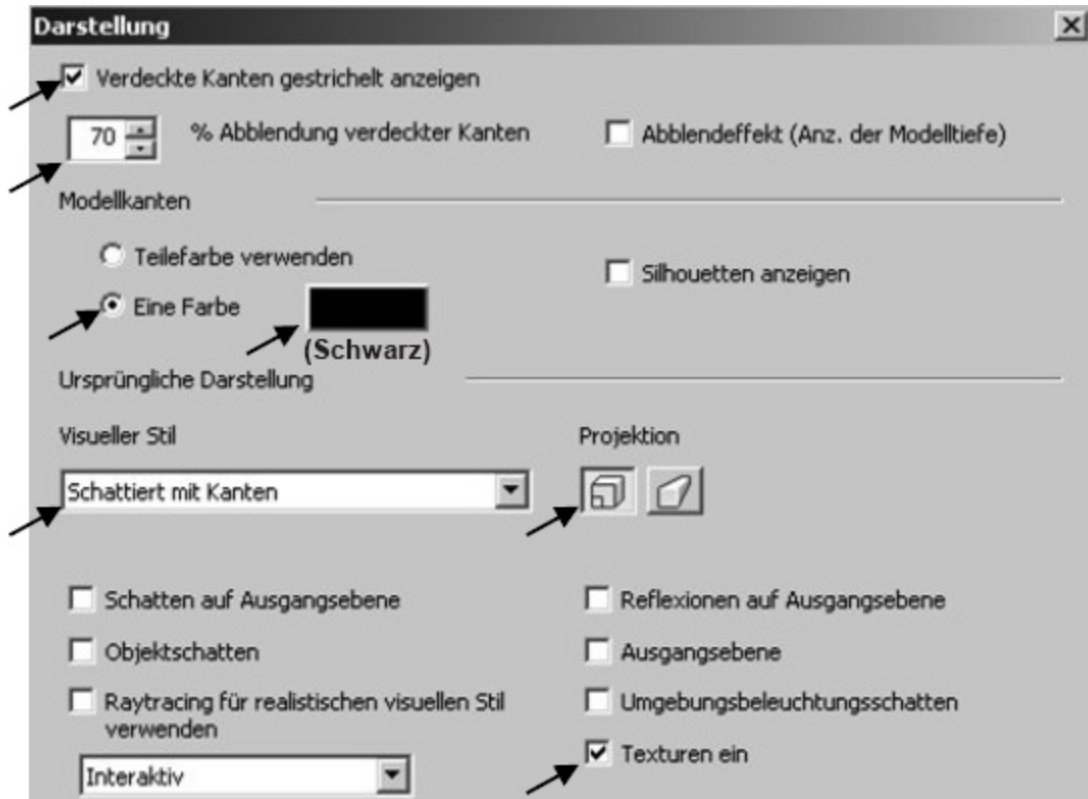 Darstellung
Verdeckte Kanten gestrichelt anzeigen
70 % Abblendung verdeckter Kanten
Abblendeffekt (Anz. der Modelltiefe)
Modellkanten
Teilefarbe verwenden
Silhouetten anzeigen
Eine Farbe
(Schwarz)
Ursprüngliche Darstellung
Visueller Stil
Projektion
Schattiert mit Kanten
Schatten auf Ausgangsebene
Reflexionen auf Ausgangsebene
Objektschatten
Ausgangsebene
Raytracing für realistischen visuellen Stil
verwenden
Umgebungsbeleuchtungsschatten
Texturen ein
Interaktiv